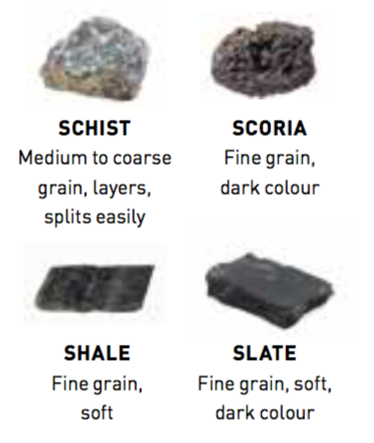 SCHIST
Medium to coarse
grain, layers,
splits easily
SCORIA
Fine grain,
dark colour
SHALE
Fine grain,
soft
SLATE
Fine grain, soft,
dark colour